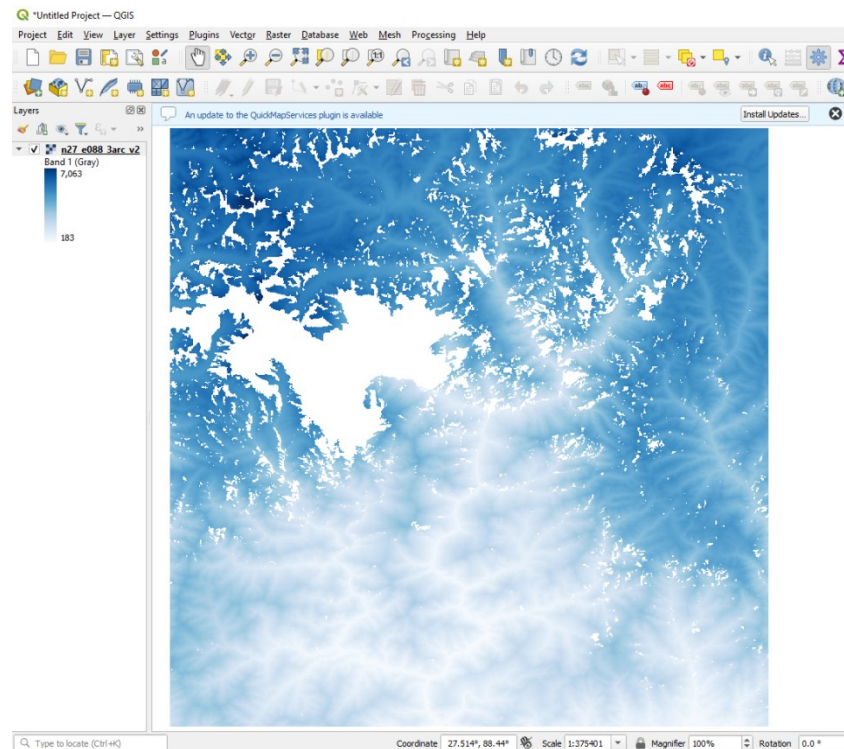 *Untitled Project — QGIS
Project Edit View Layer Settings Plugins Vector Raster Database Web Mesh Processing Help
Layers
An update to the QuickMapServices plugin is available
Install Updates...
n27_e088_3arc_v2
Band 1 (Gray)
7,063
183
Type to locate (Ctrl+K)
Coordinate 27.514°, 88.44° Scale 1:375401 Magnifier 100% Rotation 0.0 °